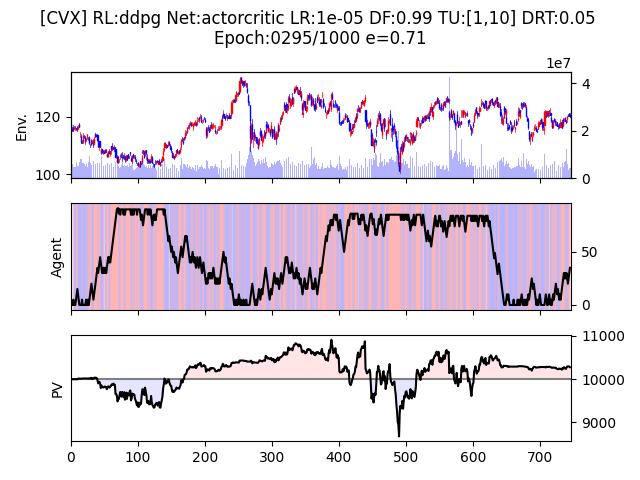 [CVX] RL:ddpg Net:actorcritic LR:1e-05 DF:0.99 TU:[1,10] DRT:0.05
Epoch:0295/1000 e=0.71
1e7
Env.
120
100
4
2
0
Agent
50
0
PV
11000
10000
9000
0 100 200 300 400 500 600 700